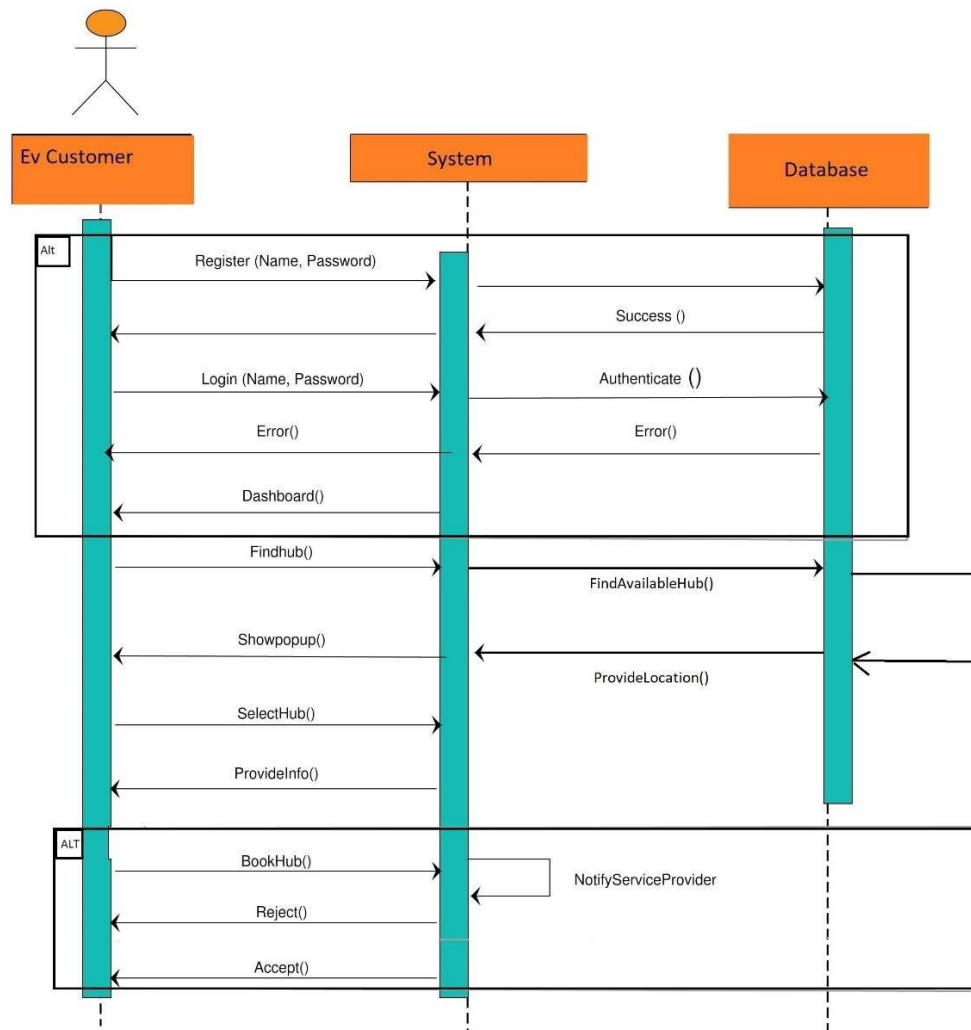 Ev Customer
System
Database
Alt
Register (Name, Password)
Success ()
Login (Name, Password)
Authenticate ()
Error()
Error()
Dashboard()
Findhub()
FindAvailableHub()
Showpopup()
ProvideLocation()
SelectHub()
ProvideInfo()
ALT
BookHub()
NotifyServiceProvider
Reject()
Accept()